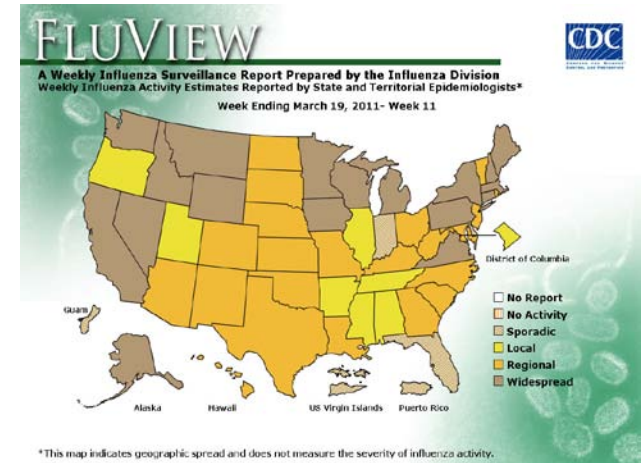 FLUVIEW
CDC
A Weekly Influenza Surveillance Report Prepared by the Influenza Division
Weekly Influenza Activity Estimates Reported by State and Territorial Epidemiologists*
Week Ending March 19, 2011- Week 11
District of Columbia
No Report
No Activity
Sporadic
Local
Regional
Widespread
Guam
Alaska
Hawaii
US Virgin Islands
Puerto Rico
*This map indicates geographic spread and does not measure the severity of influenza activity.